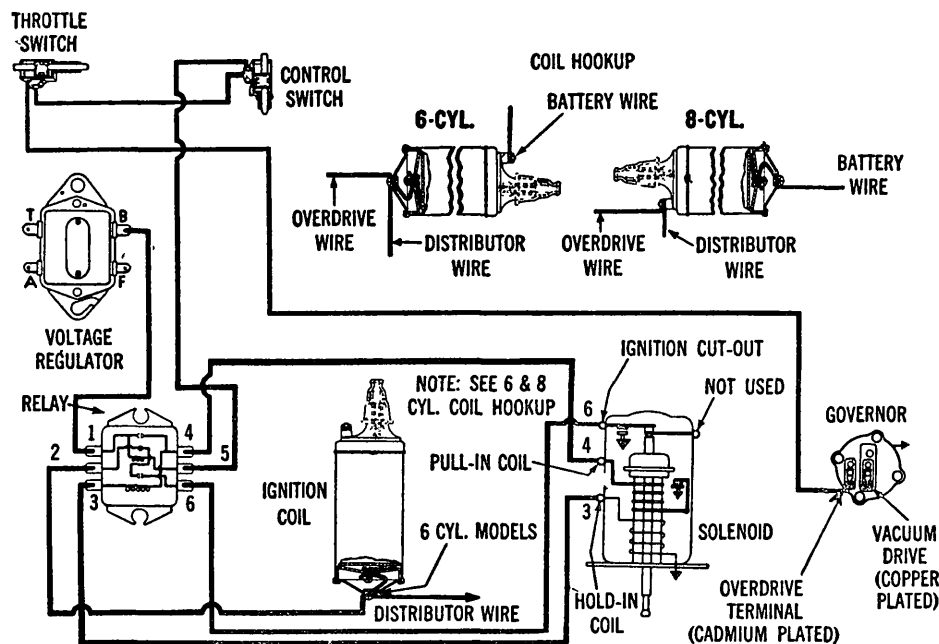 THROTTLE
SWITCH
CONTROL
SWITCH
COIL HOOKUP
BATTERY WIRE
6-CYL.
8-CYL.
BATTERY
WIRE
OVERDRIVE
WIRE
DISTRIBUTOR
WIRE
OVERDRIVE
WIRE
DISTRIBUTOR
WIRE
T
B
A
F
VOLTAGE
REGULATOR
RELAY
1
2
3
4
5
6
IGNITION
COIL
NOTE: SEE 6 & 8
CYL. COIL HOOKUP
6 CYL. MODELS
DISTRIBUTOR WIRE
IGNITION CUT-OUT
NOT USED
6
4
3
PULL-IN COIL
SOLENOID
HOLD-IN
COIL
GOVERNOR
OVERDRIVE
TERMINAL
(CADMIUM PLATED)
VACUUM
DRIVE
(COPPER
PLATED)